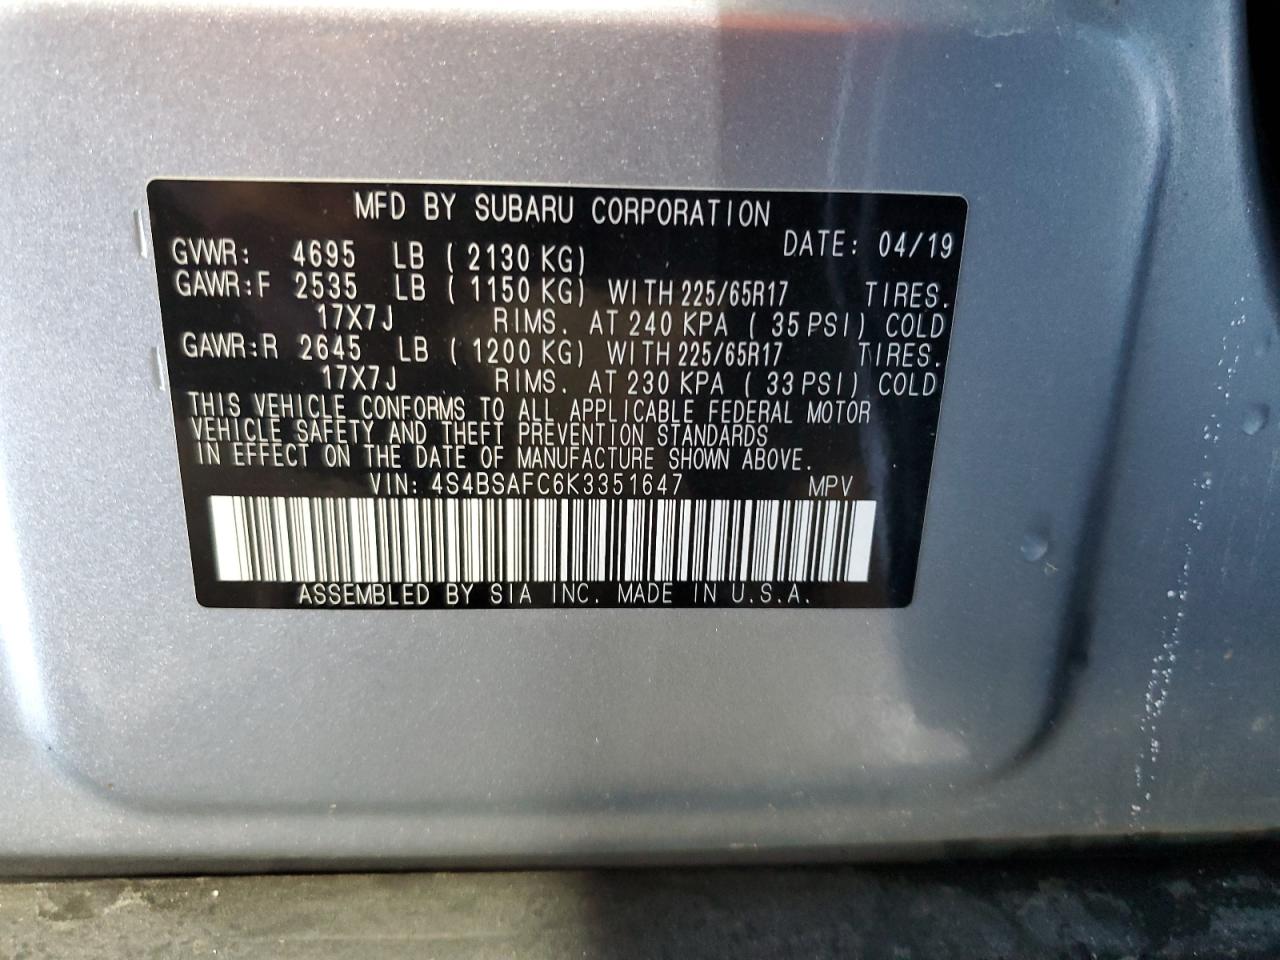 MFD BY SUBARU CORPORATION
DATE: 04/19
GVWR: 4695 LB ( 2130 KG)
GAWR:F 2535 LB ( 1150 KG) WITH 225/65R17 TIRES.
17X7J RIMS. AT 240 KPA ( 35 PSI) COLD
GAWR:R 2645 LB ( 1200 KG) WITH 225/65R17 TIRES.
17X7J RIMS. AT 230 KPA ( 33 PSI) COLD
THIS VEHICLE CONFORMS TO ALL APPLICABLE FEDERAL MOTOR
VEHICLE SAFETY AND THEFT PREVENTION STANDARDS
IN EFFECT ON THE DATE OF MANUFACTURE SHOWN ABOVE.
VIN: 4S4BSAFC6K3351647 MPV
ASSEMBLED BY SIA INC. MADE IN U.S.A.